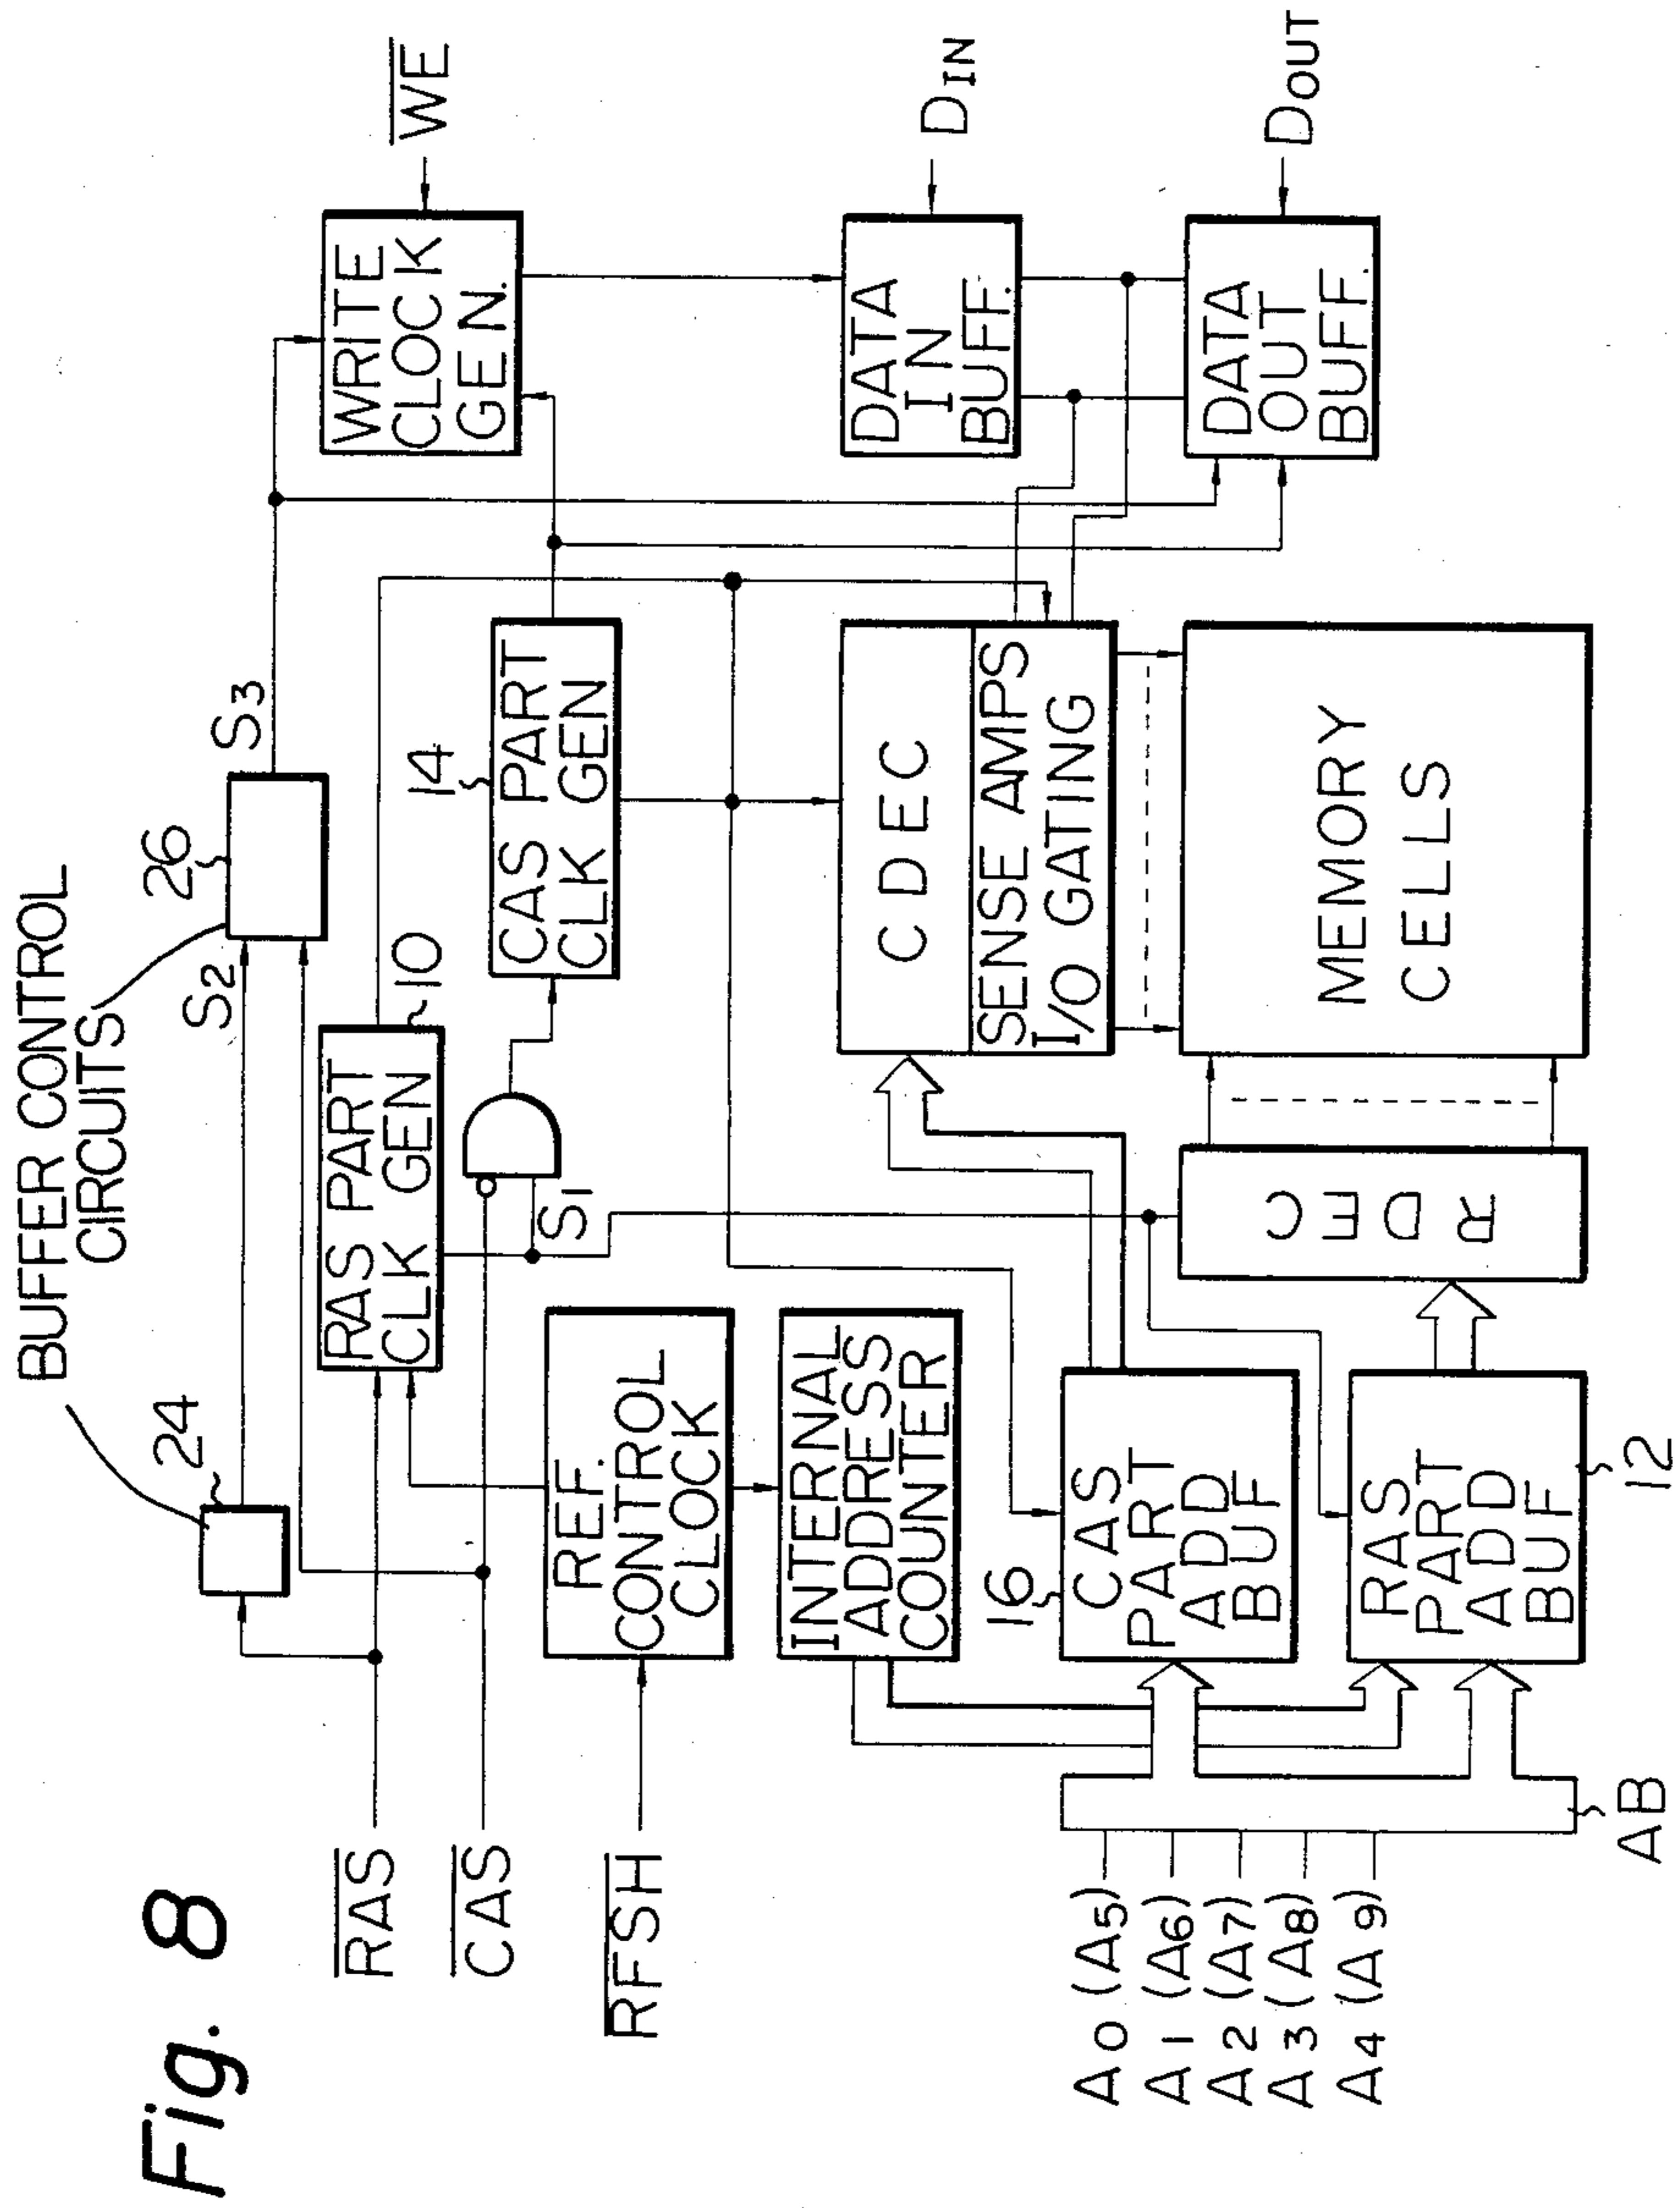 Fig. 8
BUFFER CONTROL
CIRCUITS
24
26
S2
S3
RAS
CAS
RFSH
RAS PART
CLK GEN
10
S1
CAS PART
CLK GEN
14
WRITE
CLOCK
GEN.
WE
REF.
CONTROL
CLOCK
INTERNAL
ADDRESS
COUNTER
C DEC
SENSE AMPS
I/O GATING
DATA
IN
BUFF.
DIN
DATA
OUT
BUFF.
DOUT
MEMORY
CELLS
R DEC
16
CAS
PART
ADD
BUF
RAS
PART
ADD
BUF
12
A0 (A5)
A1 (A6)
A2 (A7)
A3 (A8)
A4 (A9)
AB